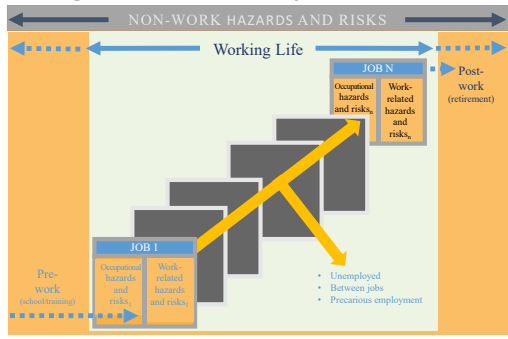 NON-WORK HAZARDS AND RISKS
Working Life
JOB N
Occupational
hazards
and risksₙ
Work-
related
hazards
and
risksₙ
Post-
work
(retirement)
JOB 1
Occupational
hazards
and
risks₁
Work-
related
hazards
and risks₁
Pre-
work
(school/training)
• Unemployed
• Between jobs
• Precarious employment